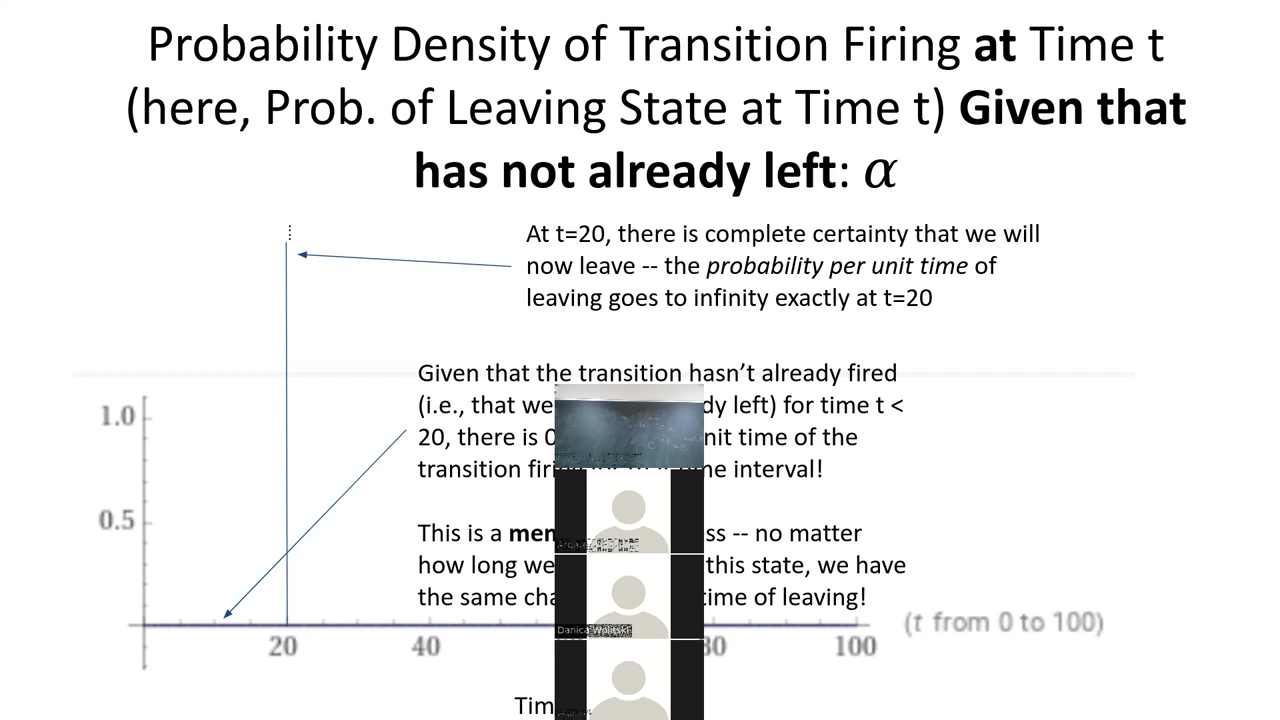 Probability Density of Transition Firing at Time t
(here, Prob. of Leaving State at Time t) Given that
has not already left: α
At t=20, there is complete certainty that we will
now leave -- the probability per unit time of
leaving goes to infinity exactly at t=20
Given that the transition hasn't already fired
(i.e., that we dy left) for time t <
20, there is 0 nit time of the
transition firi me interval!
This is a mem ss -- no matter
how long we this state, we have
the same cha time of leaving!
1.0
0.5
20 40 80 100
(t from 0 to 100)
Tim
Danica